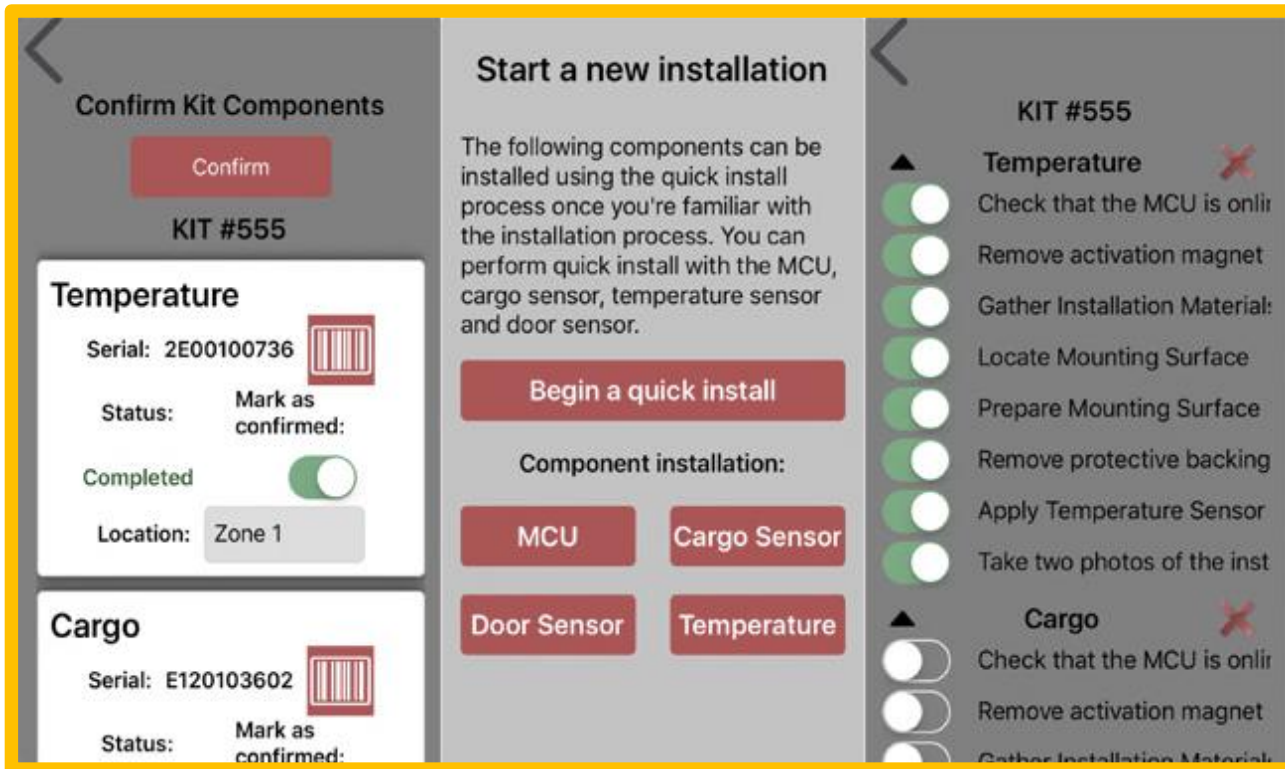 Confirm Kit Components
Confirm
KIT #555
Temperature
Serial: 2E00100736
Status: Mark as
confirmed:
Completed
Location: Zone 1
Cargo
Serial: E120103602
Status: Mark as
confirmed:
Start a new installation
The following components can be
installed using the quick install
process once you're familiar with
the installation process. You can
perform quick install with the MCU,
cargo sensor, temperature sensor
and door sensor.
Begin a quick install
Component installation:
MCU
Cargo Sensor
Door Sensor
Temperature
KIT #555
Temperature
Check that the MCU is onlin
Remove activation magnet
Gather Installation Materials
Locate Mounting Surface
Prepare Mounting Surface
Remove protective backing
Apply Temperature Sensor
Take two photos of the inst
Cargo
Check that the MCU is onlin
Remove activation magnet
Gather Installation Material